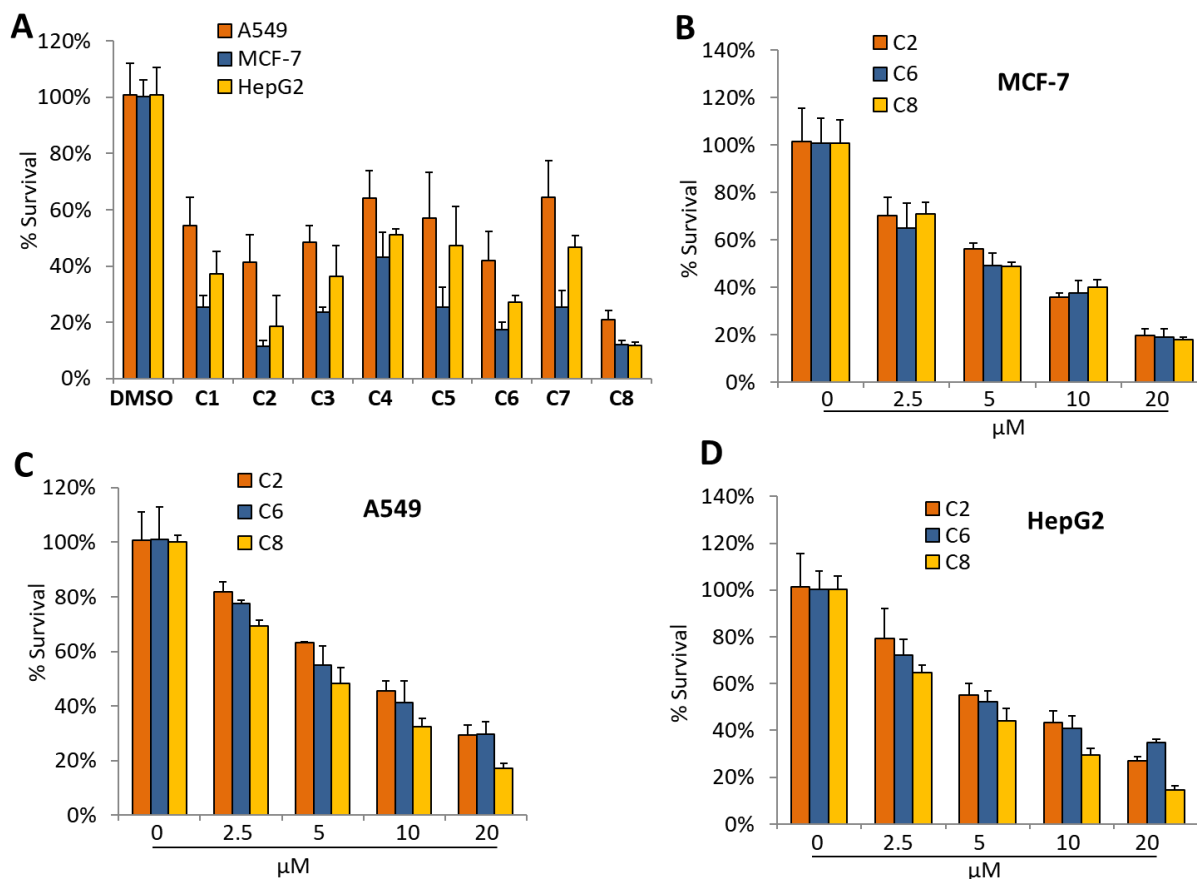 A
120%
100%
80%
60%
40%
20%
0%
% Survival
A549
MCF-7
HepG2
DMSO C1 C2 C3 C4 C5 C6 C7 C8
B
140%
120%
100%
80%
60%
40%
20%
0%
% Survival
C2
C6
C8
MCF-7
0 2.5 5 10 20
µM
C
120%
100%
80%
60%
40%
20%
0%
% Survival
C2
C6
C8
A549
0 2.5 5 10 20
µM
D
140%
120%
100%
80%
60%
40%
20%
0%
% Survival
C2
C6
C8
HepG2
0 2.5 5 10 20
µM